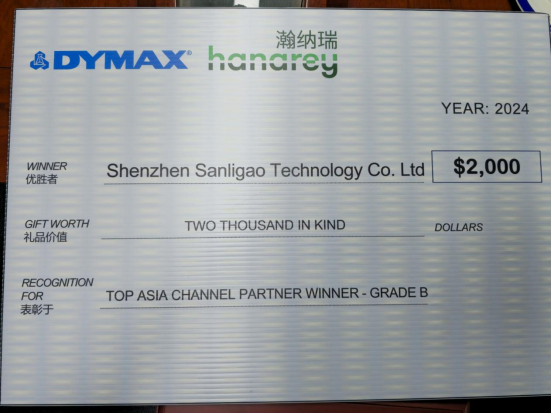 DYMAX®
瀚纳瑞
hanarey
YEAR: 2024
WINNER
优胜者
Shenzhen Sanligao Technology Co. Ltd
$2,000
GIFT WORTH
礼品价值
TWO THOUSAND IN KIND
DOLLARS
RECOGNITION
FOR
表彰于
TOP ASIA CHANNEL PARTNER WINNER - GRADE B